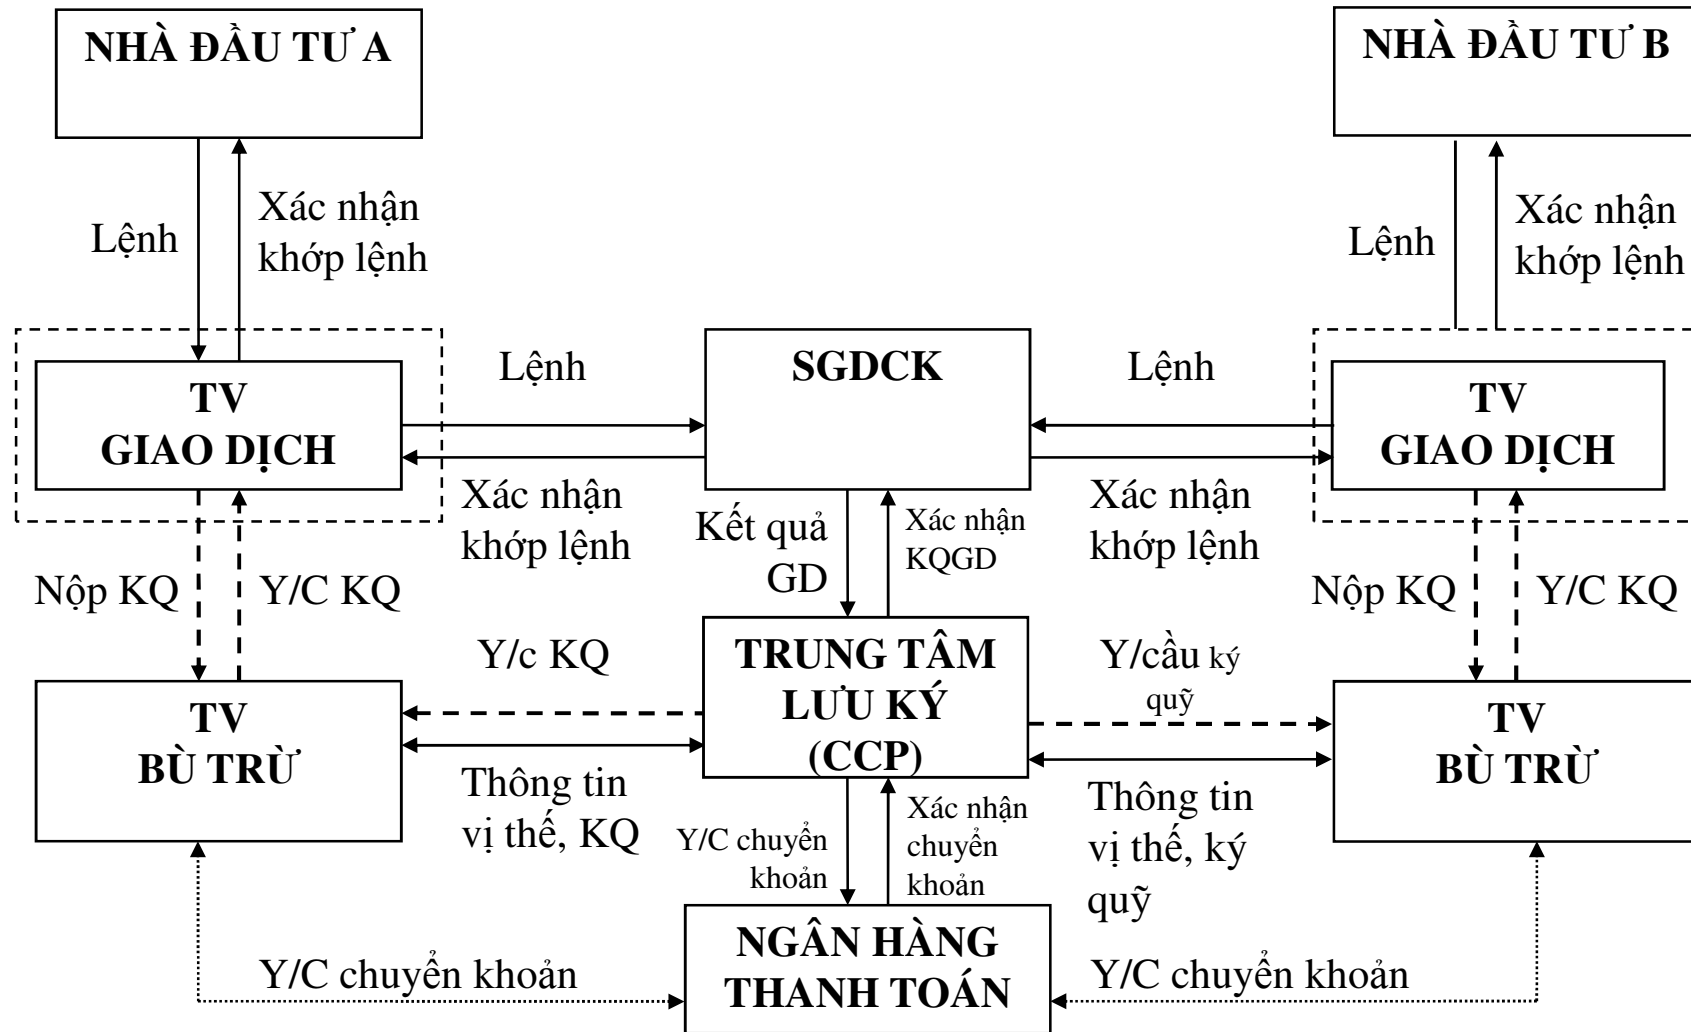 NHÀ ĐẦU TƯ A
NHÀ ĐẦU TƯ B
Lệnh
Xác nhận
khớp lệnh
Lệnh
Xác nhận
khớp lệnh
TV
GIAO DỊCH
Lệnh
SGDCK
Lệnh
TV
GIAO DỊCH
Xác nhận
khớp lệnh
Kết quả
GD
Xác nhận
KQGD
Xác nhận
khớp lệnh
Nộp KQ
Y/C KQ
Nộp KQ
Y/C KQ
Y/c KQ
TRUNG TÂM
LƯU KÝ
(CCP)
Y/cầu ký
quỹ
TV
BÙ TRỪ
TV
BÙ TRỪ
Thông tin
vị thế, KQ
Y/C chuyển
khoản
Xác nhận
chuyển
khoản
Thông tin
vị thế, ký
quỹ
Y/C chuyển khoản
NGÂN HÀNG
THANH TOÁN
Y/C chuyển khoản